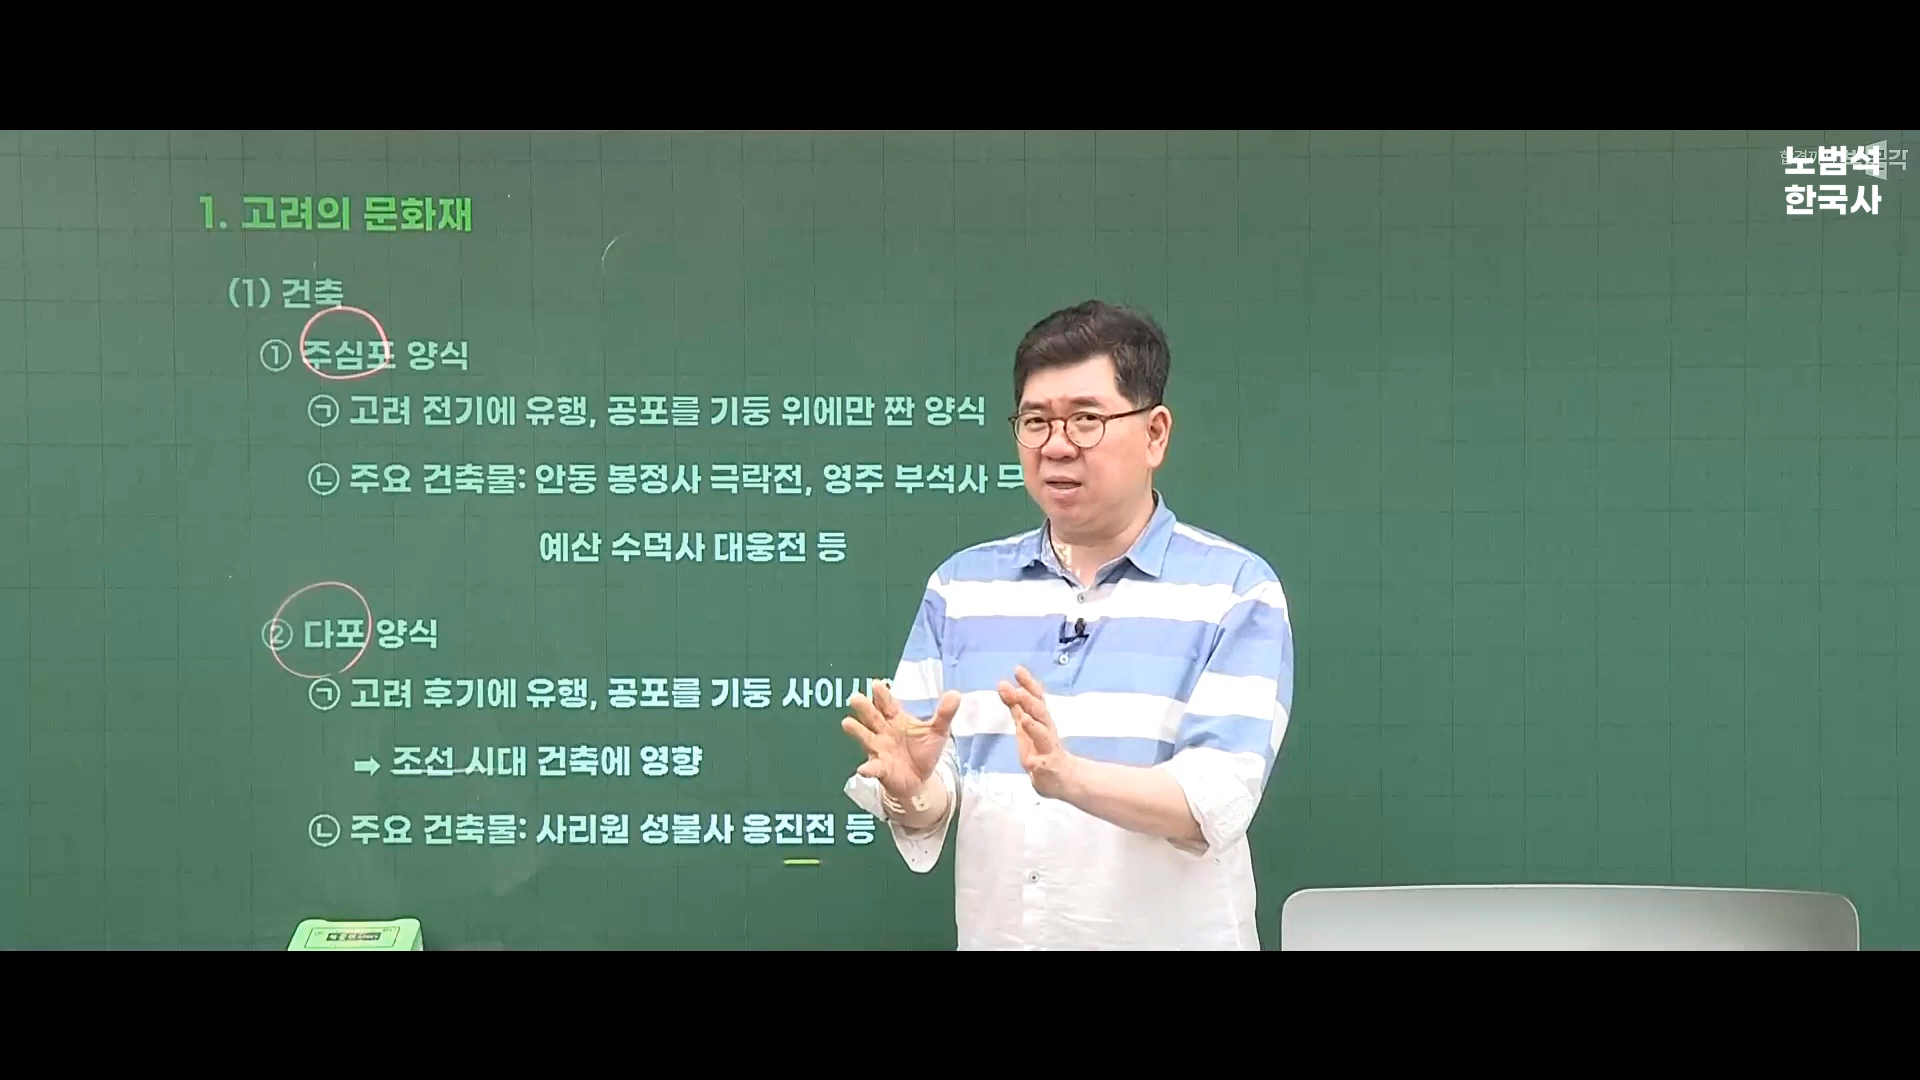 노범석
한국사
1. 고려의 문화재
(1) 건축
① 주심포 양식
㉠ 고려 전기에 유행, 공포를 기둥 위에만 짠 양식
㉡ 주요 건축물: 안동 봉정사 극락전, 영주 부석사
예산 수덕사 대웅전 등
② 다포 양식
㉠ 고려 후기에 유행, 공포를 기둥
➡ 조선 시대 건축에 영향
㉡ 주요 건축물: 사리원 성불사 응진전 등